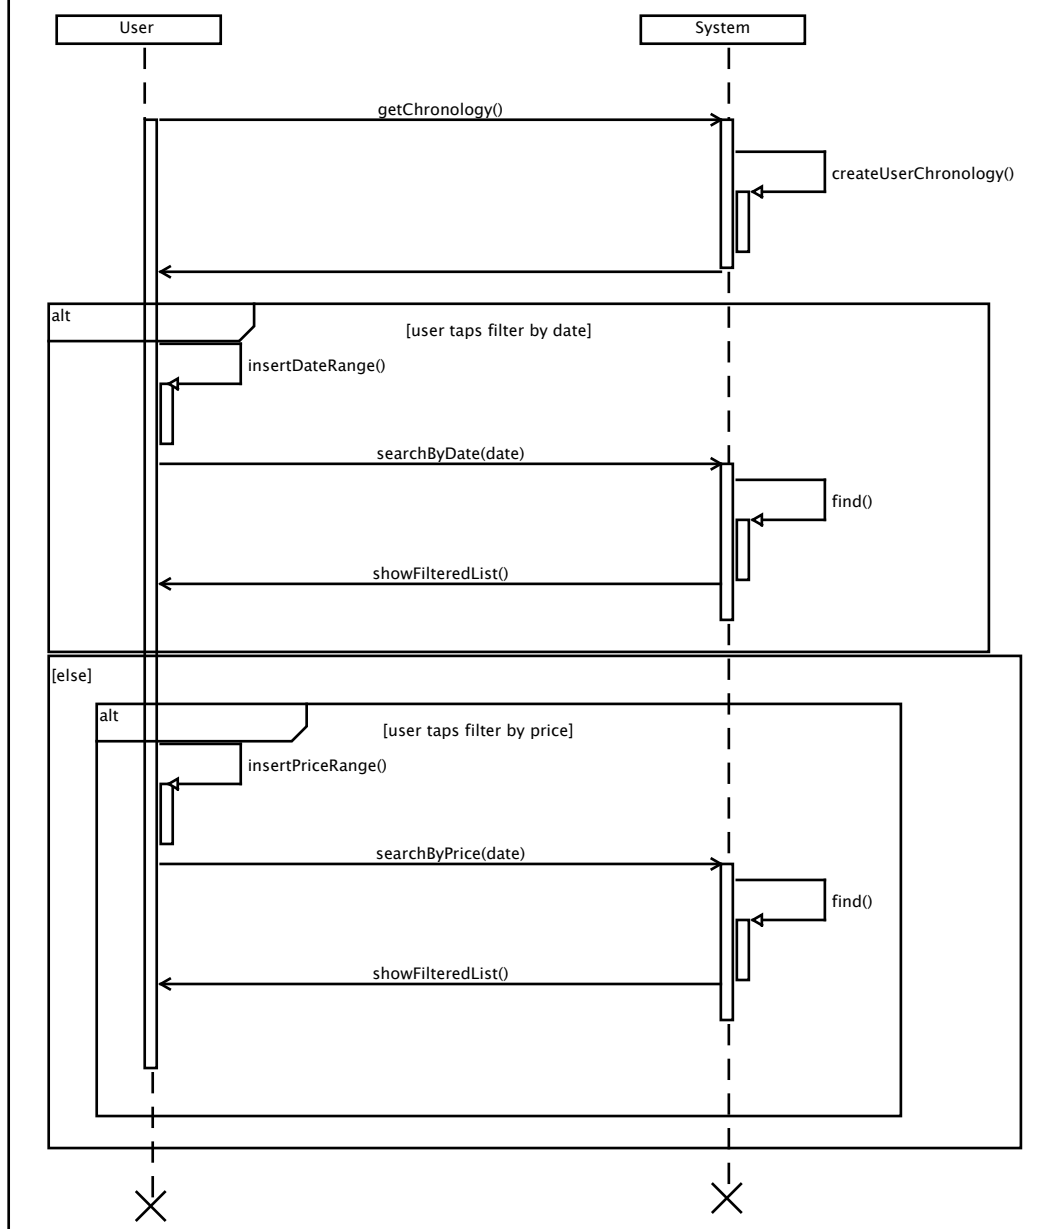 User
System
getChronology()
createUserChronology()
alt
[user taps filter by date]
insertDateRange()
searchByDate(date)
find()
showFilteredList()
[else]
alt
[user taps filter by price]
insertPriceRange()
searchByPrice(date)
find()
showFilteredList()